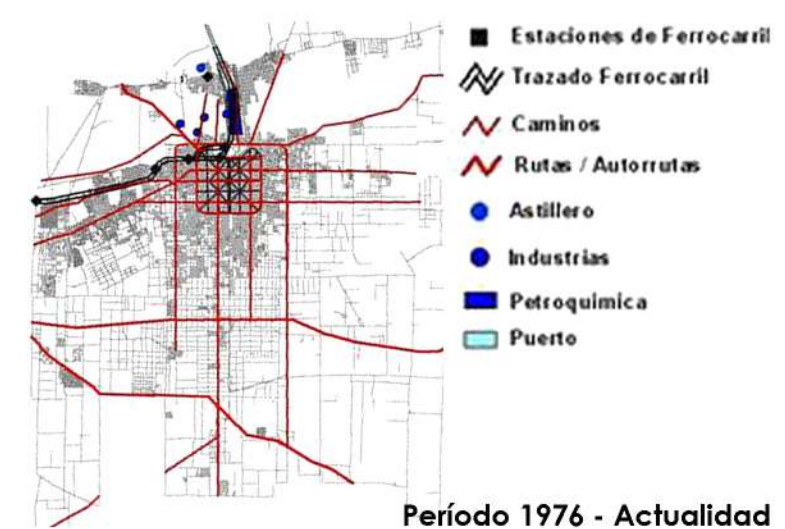 Estaciones de Ferrocarril
Trazado Ferrocarril
Caminos
Rutas / Autorrutas
Astillero
Industrias
Petroquimica
Puerto
Período 1976 - Actualidad